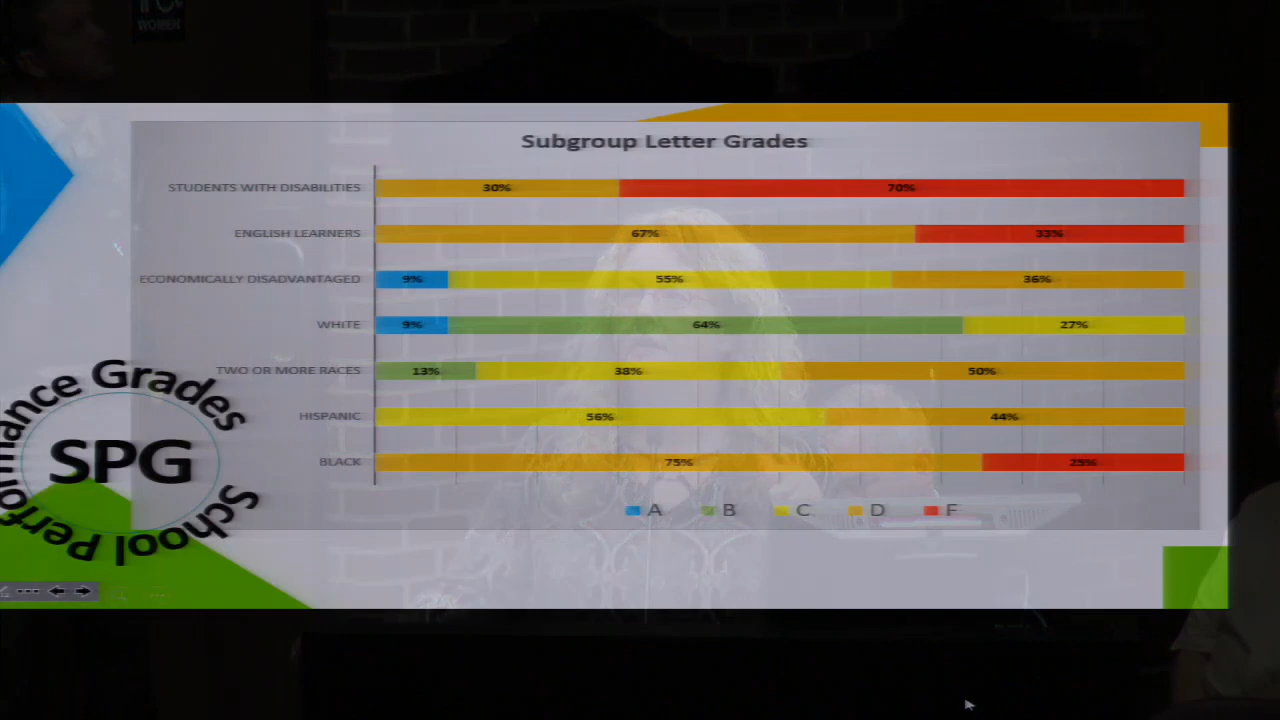 WOMEN
Subgroup Letter Grades
STUDENTS WITH DISABILITIES 30% 70%
ENGLISH LEARNERS 67% 33%
ECONOMICALLY DISADVANTAGED 9% 55% 36%
WHITE 9% 64% 27%
TWO OR MORE RACES 13% 38% 50%
HISPANIC 56% 44%
BLACK 75% 25%
A B C D F
Grades
SPG
School